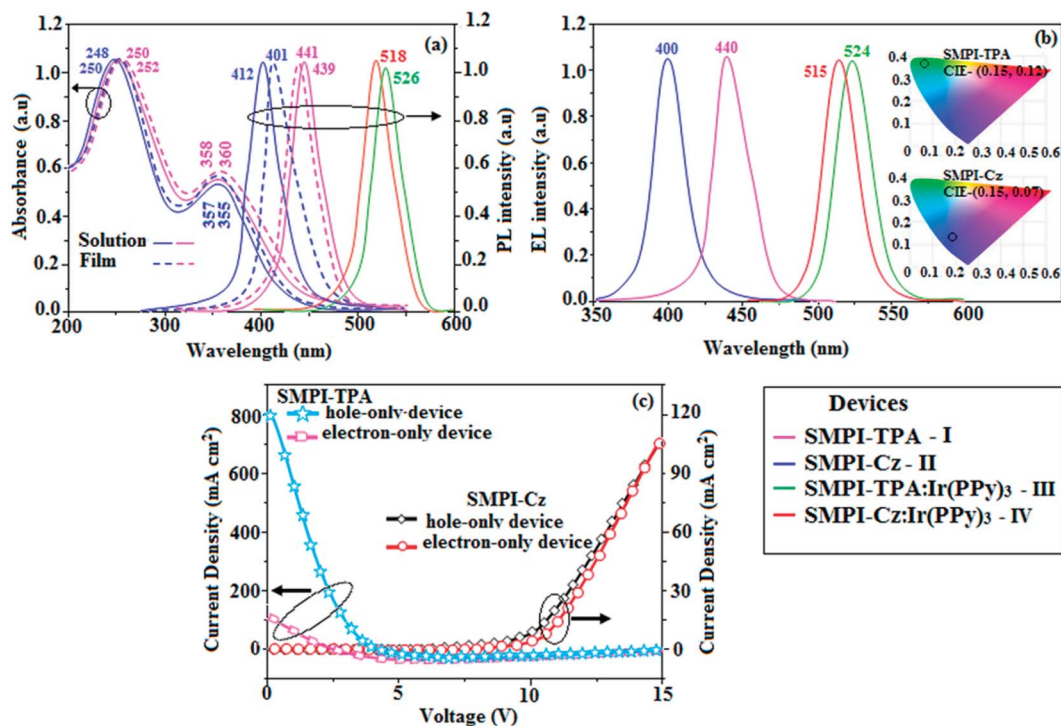 (a)
248
250
250
252
412
401
441
439
518
526
358
360
357
355
Solution
Film
Absorbance (a.u)
1.2
1.0
0.8
0.6
0.4
0.2
0.0
PL intensity (a.u)
1.2
1.0
0.8
0.6
0.4
0.2
0.0
200 300 400 500 600
Wavelength (nm)
(b)
400
440
515
524
EL intensity (a.u)
1.2
1.0
0.8
0.6
0.4
0.2
0.0
350 400 450 500 550 600
Wavelength (nm)
SMPI-TPA
CIE- (0.15, 0.12)
0.4
0.3
0.2
0.1
0.1 0.2 0.3 0.4 0.5 0.6
SMPI-Cz
CIE-(0.15, 0.07)
0.4
0.3
0.2
0.1
0.1 0.2 0.3 0.4 0.5 0.6
(c)
SMPI-TPA
hole-only-device
electron-only device
SMPI-Cz
hole-only device
electron-only device
Current Density (mA cm²)
800
600
400
200
0
Current Density (mA cm²)
120
90
60
30
0
0 5 10 15
Voltage (V)
Devices
SMPI-TPA - I
SMPI-Cz - II
SMPI-TPA:Ir(PPy)₃ - III
SMPI-Cz:Ir(PPy)₃ - IV